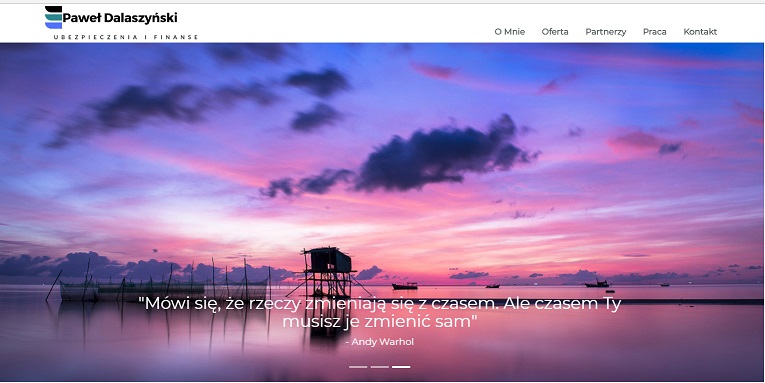 Paweł Dalaszyński
UBEZPIECZENIA I FINANSE
O Mnie Oferta Partnerzy Praca Kontakt
"Mówi się, że rzeczy zmieniają się z czasem. Ale czasem Ty
musisz je zmienić sam"
- Andy Warhol